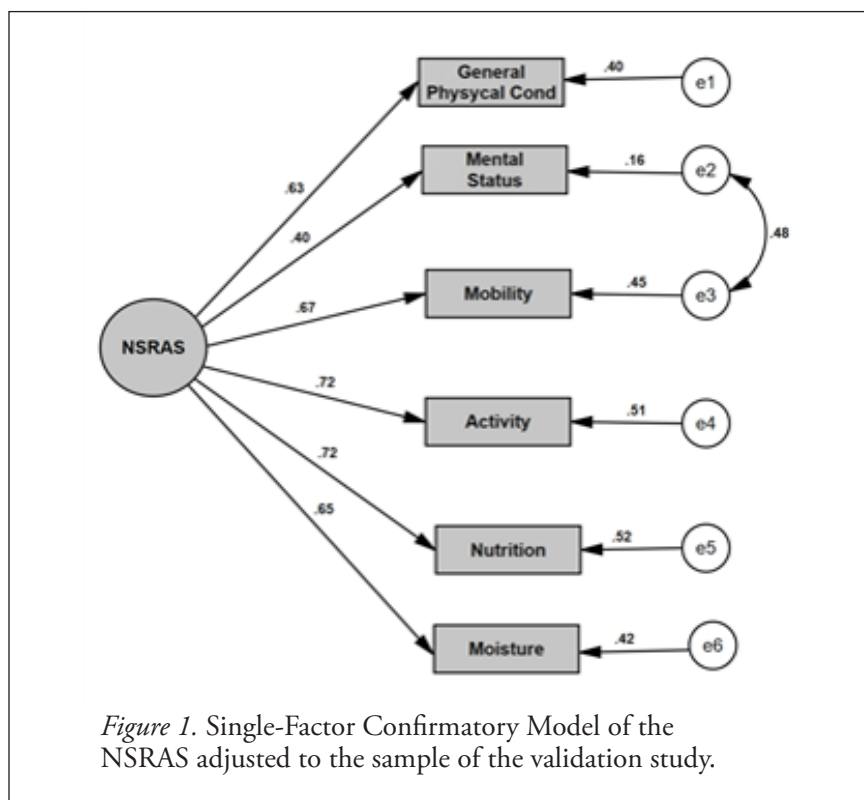 General
Physycal Cond
.40
e1
.63
Mental
Status
.16
e2
.40
.48
Mobility
.45
e3
.67
NSRAS
.72
Activity
.51
e4
.72
Nutrition
.52
e5
.65
Moisture
.42
e6
Figure 1. Single-Factor Confirmatory Model of the
NSRAS adjusted to the sample of the validation study.